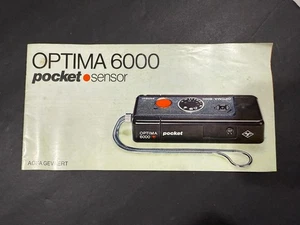 OPTIMA 6000
pocket sensor
OPTIMA
6000 pocket
AGFA-GEVAERT